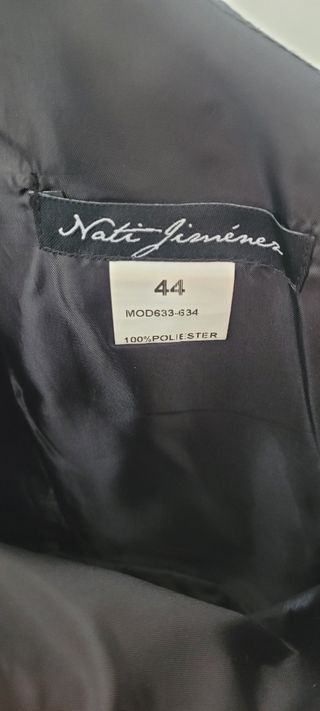 Nati Jiménez
44
MOD633-634
100%POLIESTER